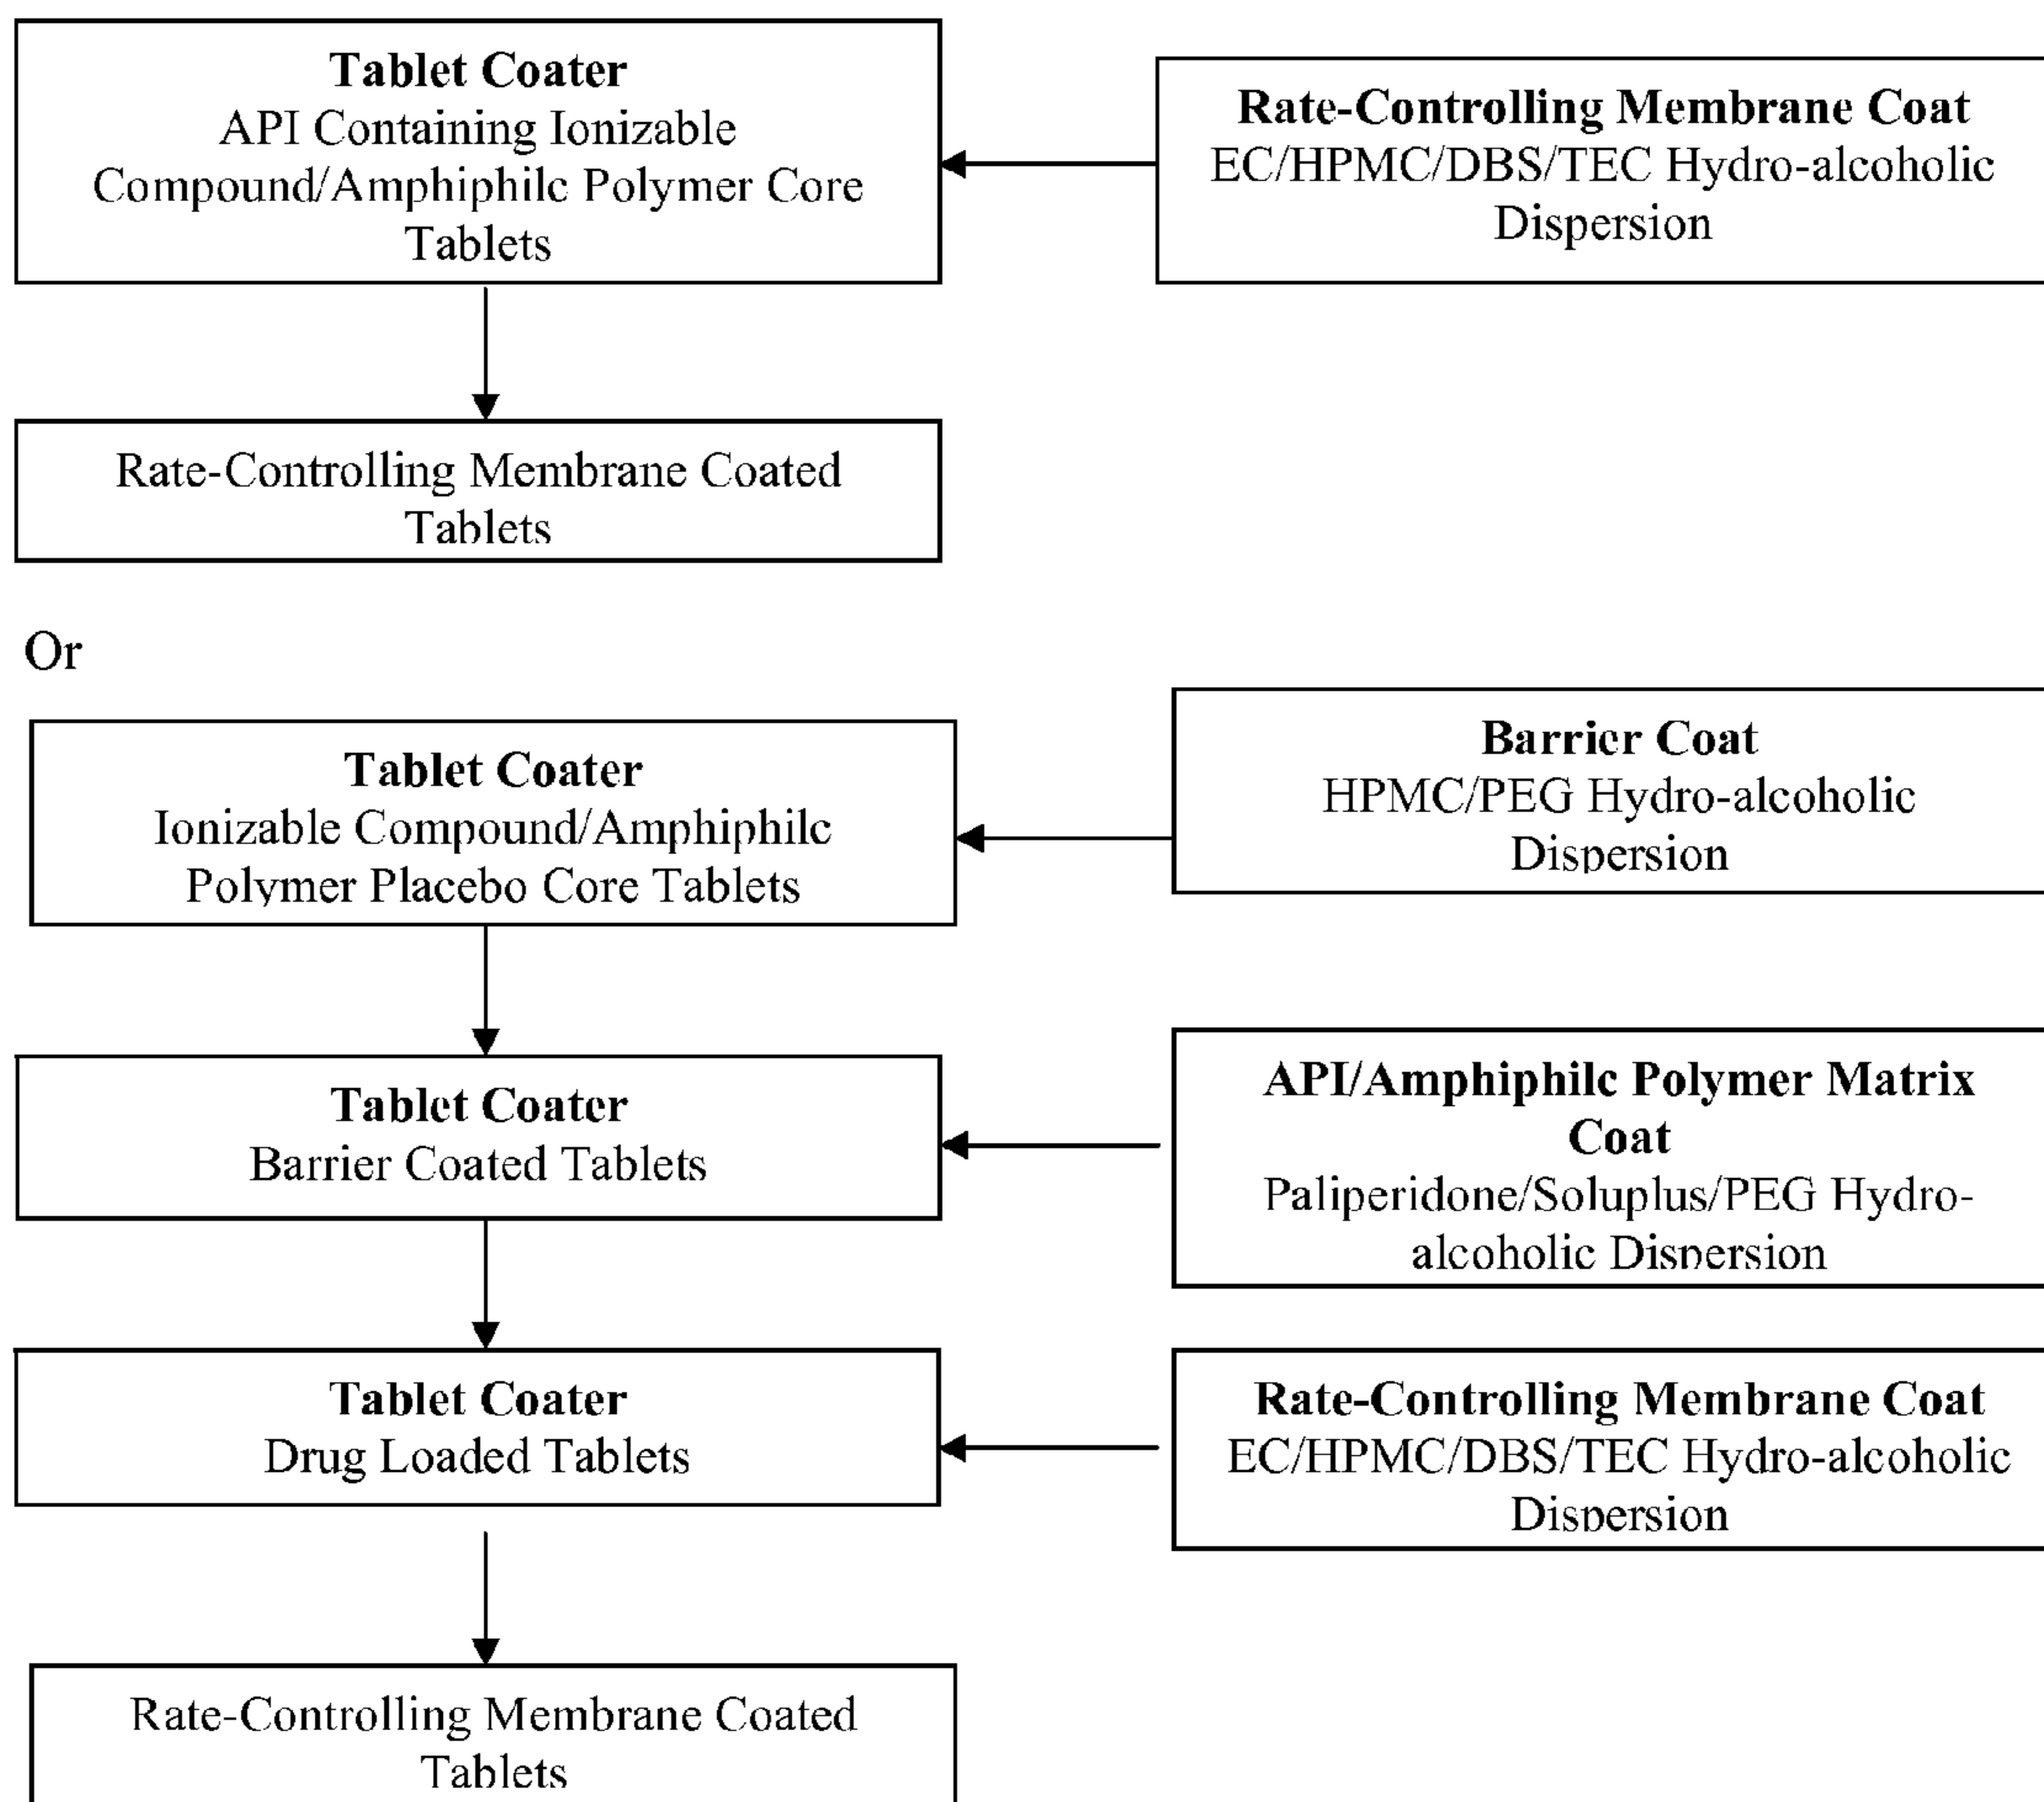 Tablet Coater
API Containing Ionizable
Compound/Amphiphilc Polymer Core
Tablets
Rate-Controlling Membrane Coat
EC/HPMC/DBS/TEC Hydro-alcoholic
Dispersion
Rate-Controlling Membrane Coated
Tablets
Or
Tablet Coater
Ionizable Compound/Amphiphilc
Polymer Placebo Core Tablets
Barrier Coat
HPMC/PEG Hydro-alcoholic
Dispersion
Tablet Coater
Barrier Coated Tablets
API/Amphiphilc Polymer Matrix
Coat
Paliperidone/Soluplus/PEG Hydro-
alcoholic Dispersion
Tablet Coater
Drug Loaded Tablets
Rate-Controlling Membrane Coat
EC/HPMC/DBS/TEC Hydro-alcoholic
Dispersion
Rate-Controlling Membrane Coated
Tablets